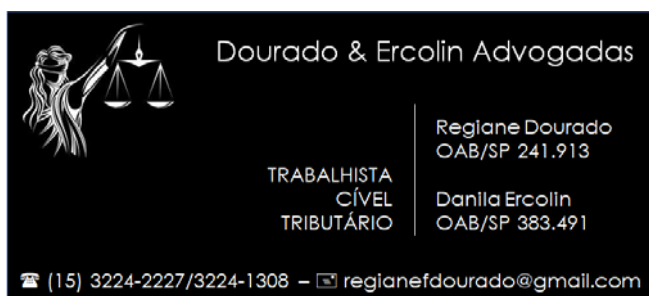 Dourado & Ercolin Advogadas
TRABALHISTA
CÍVEL
TRIBUTÁRIO
Regiane Dourado
OAB/SP 241.913
Danila Ercolin
OAB/SP 383.491
☎ (15) 3224-2227/3224-1308 – 🖃 regianefdourado@gmail.com